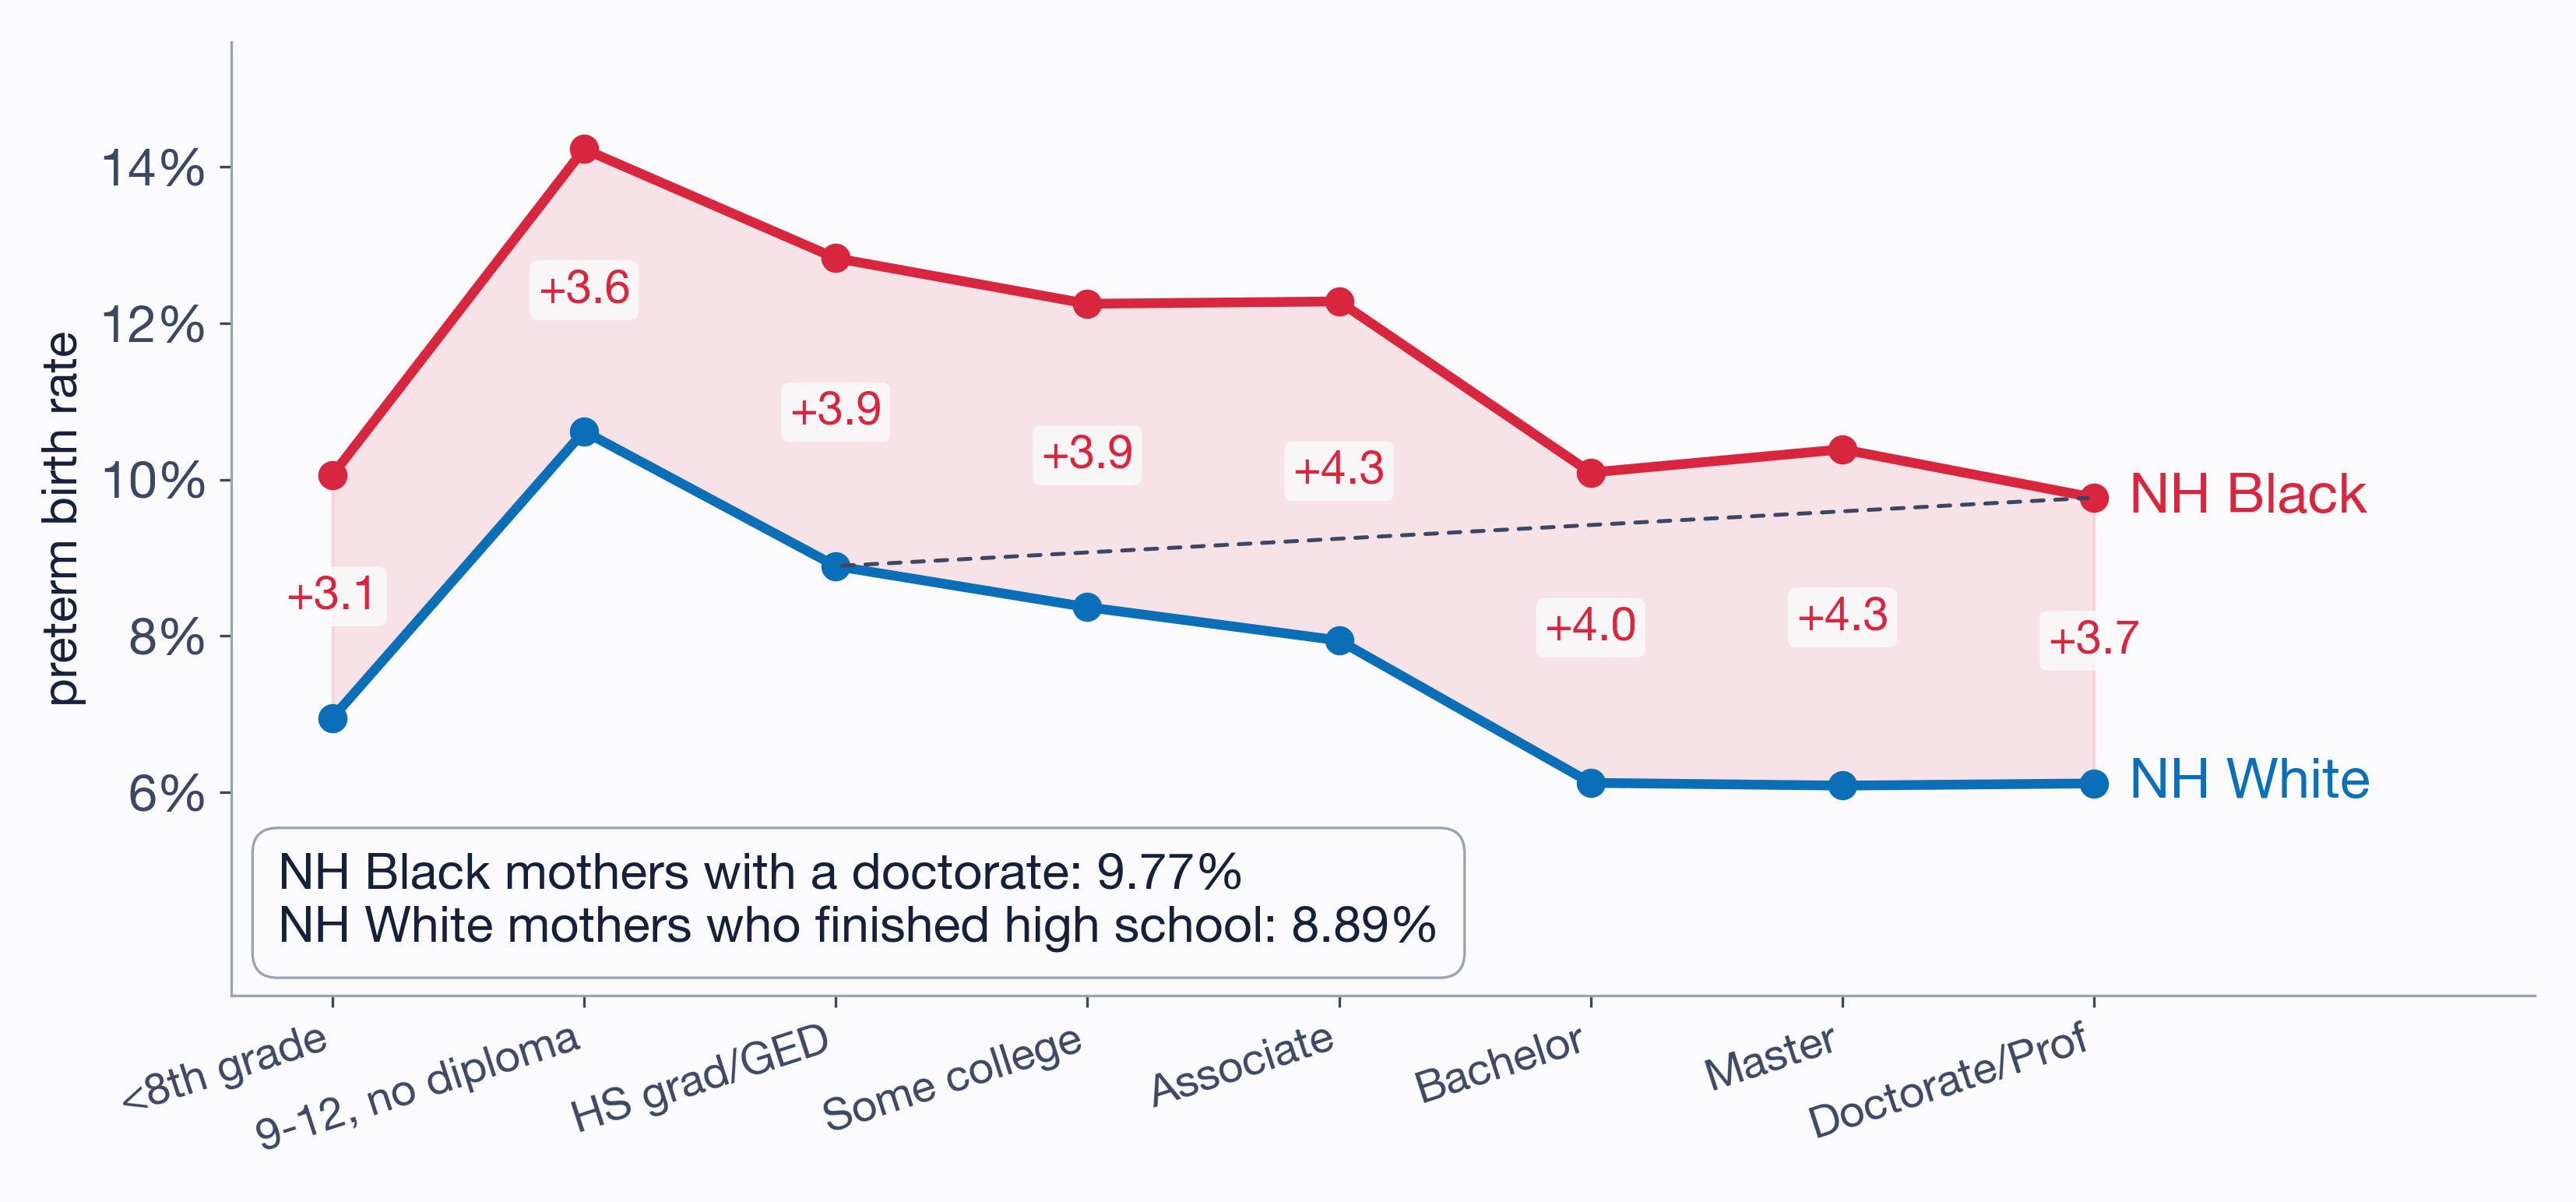 preterm birth rate
14%
12%
10%
8%
6%
+3.1
+3.6
+3.9
+3.9
+4.3
+4.0
+4.3
+3.7
NH Black
NH White
NH Black mothers with a doctorate: 9.77%
NH White mothers who finished high school: 8.89%
<8th grade
9-12, no diploma
HS grad/GED
Some college
Associate
Bachelor
Master
Doctorate/Prof